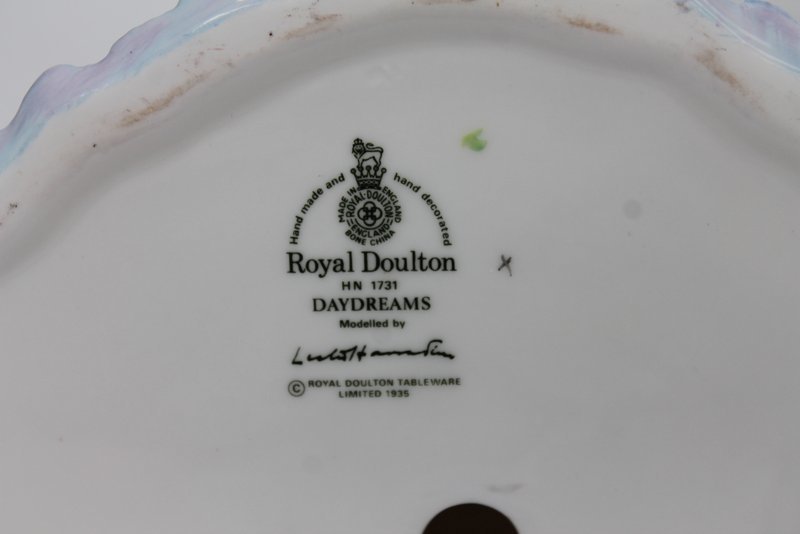 Hand made and hand decorated
MADE IN ENGLAND
ROYAL·DOULTON
ENGLAND
BONE CHINA
Royal Doulton
HN 1731
DAYDREAMS
Modelled by
© ROYAL DOULTON TABLEWARE
LIMITED 1935
x